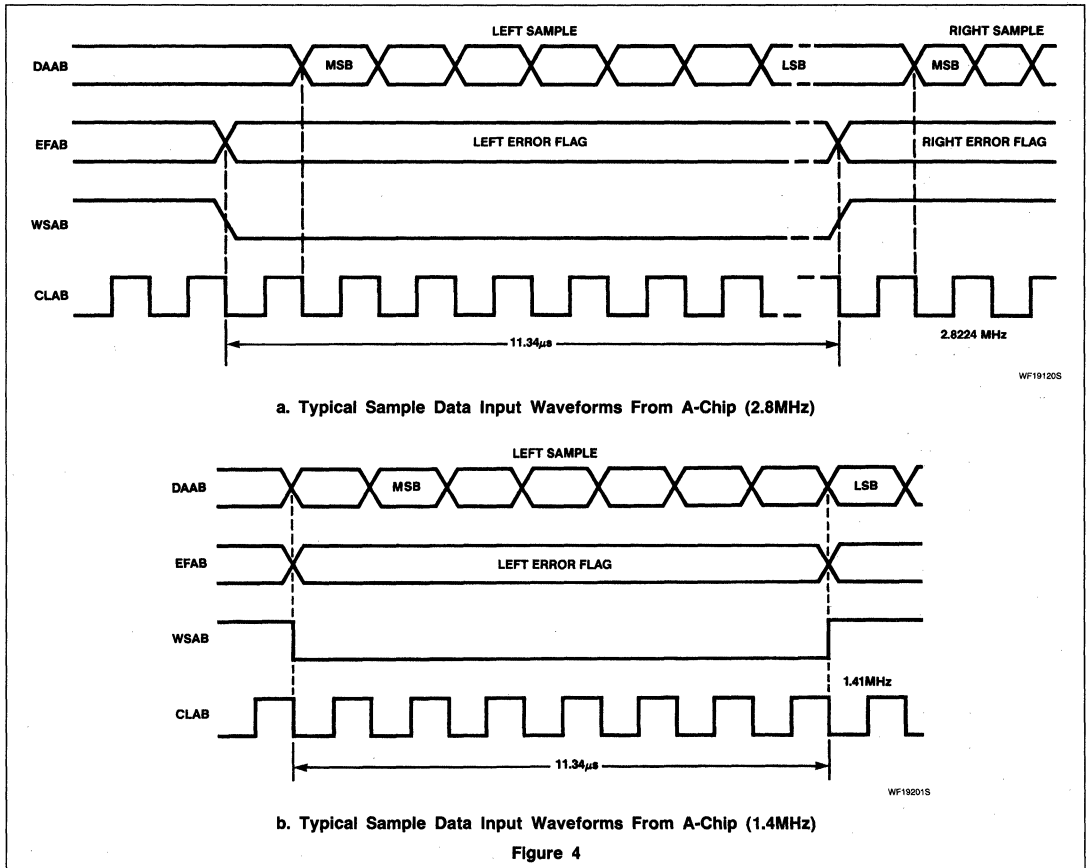 LEFT SAMPLE
RIGHT SAMPLE
DAAB
MSB
LSB
MSB
EFAB
LEFT ERROR FLAG
RIGHT ERROR FLAG
WSAB
CLAB
2.8224 MHz
11.34µs
WF19120S
a. Typical Sample Data Input Waveforms From A-Chip (2.8MHz)
LEFT SAMPLE
DAAB
MSB
LSB
EFAB
LEFT ERROR FLAG
WSAB
1.41MHz
CLAB
11.34µs
WF19201S
b. Typical Sample Data Input Waveforms From A-Chip (1.4MHz)
Figure 4